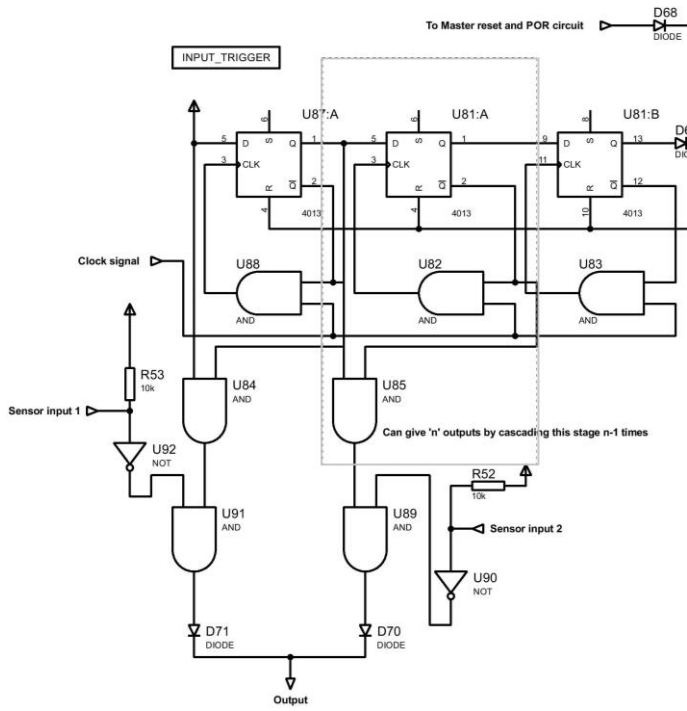 To Master reset and POR circuit
D68
DIODE
INPUT_TRIGGER
U87:A
U81:A
U81:B
6
6
8
5
D
S
Q
1
5
D
S
Q
1
9
D
S
Q
13
3
CLK
3
CLK
11
CLK
Q
2
Q
2
Q
12
R
R
R
4
4013
4
4013
10
4013
Clock signal
U88
U82
U83
AND
AND
AND
R53
10k
U84
AND
U85
AND
Sensor input 1
Can give 'n' outputs by cascading this stage n-1 times
U92
NOT
R52
10k
U91
AND
U89
AND
Sensor input 2
U90
NOT
D71
DIODE
D70
DIODE
Output